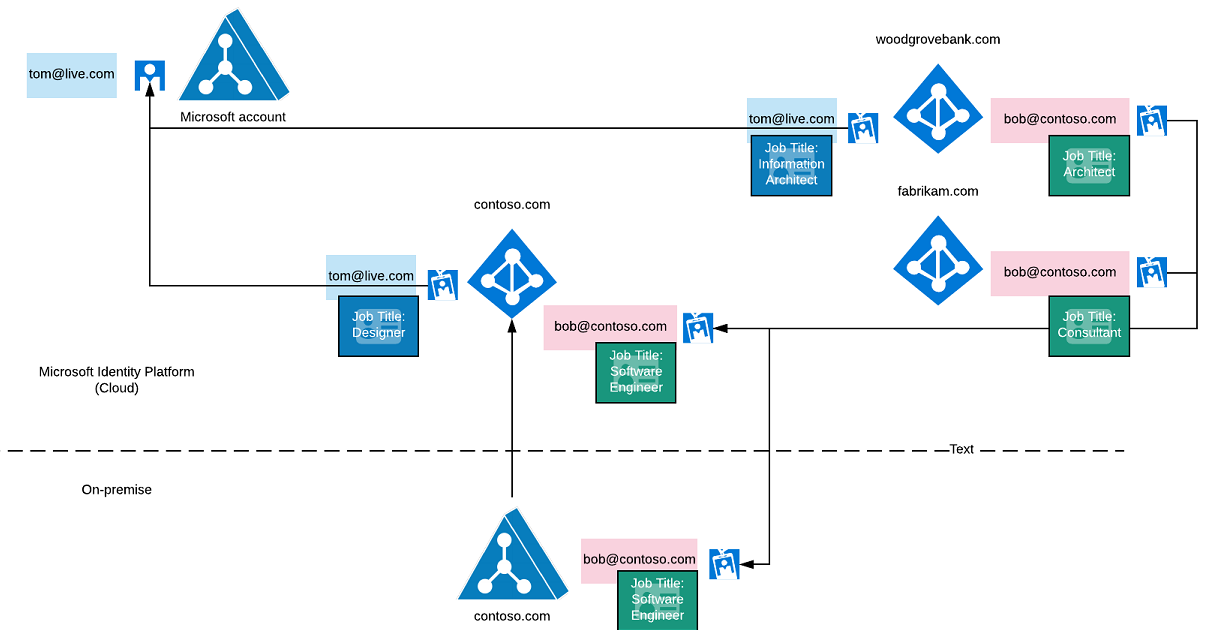 woodgrovebank.com
tom@live.com
Microsoft account
tom@live.com
Job Title:
Information
Architect
bob@contoso.com
Job Title:
Architect
fabrikam.com
contoso.com
tom@live.com
Job Title:
Designer
bob@contoso.com
Job Title:
Consultant
bob@contoso.com
Job Title:
Software
Engineer
Microsoft Identity Platform
(Cloud)
Text
On-premise
contoso.com
bob@contoso.com
Job Title:
Software
Engineer